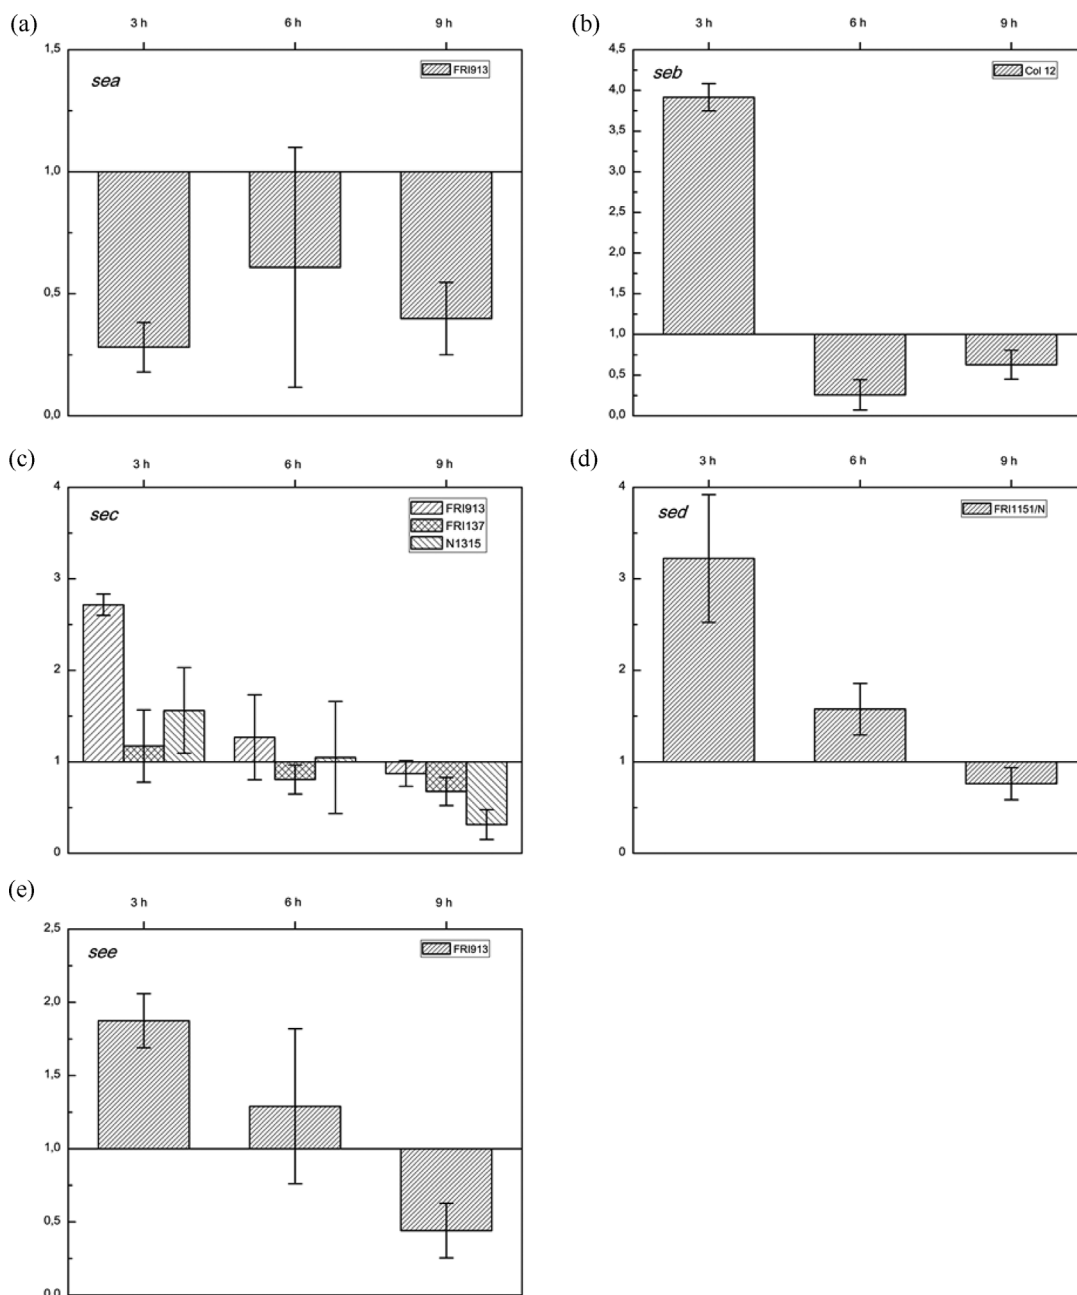 (a)
3 h 6 h 9 h
1,5
1,0
0,5
0,0
sea
FRI913
(b)
3 h 6 h 9 h
4,0
4,5
3,5
2,5
2,0
1,5
1,0
0,5
0,0
seb
Col 12
(c)
3 h 6 h 9 h
4
3
2
1
0
sec
FRI913
FRI137
N1315
(d)
3 h 6 h 9 h
4
3
2
1
0
sed
FRI1151/N
(e)
3 h 6 h 9 h
2,5
2,0
1,5
1,0
0,5
0,0
see
FRI913